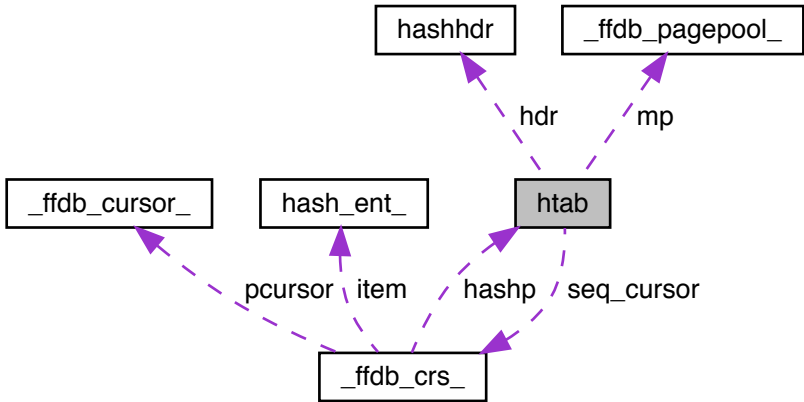 hashhdr
_ffdb_pagepool_
hdr
mp
_ffdb_cursor_
hash_ent_
htab
pcursor
item
hashp
seq_cursor
_ffdb_crs_